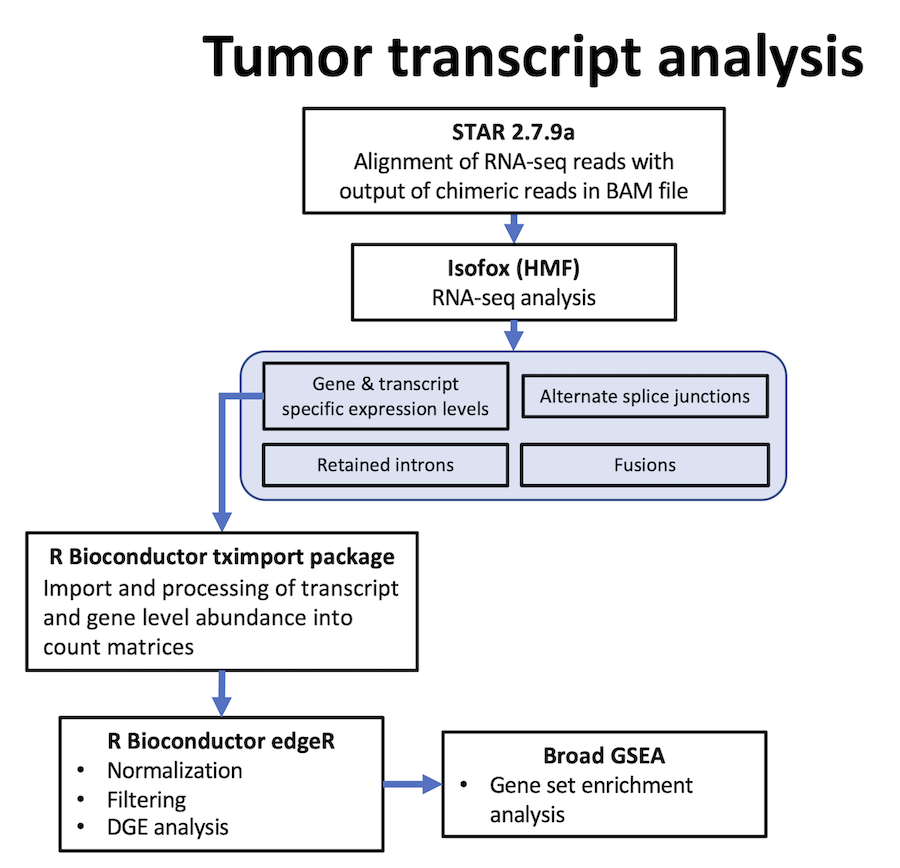 Tumor transcript analysis
STAR 2.7.9a
Alignment of RNA-seq reads with
output of chimeric reads in BAM file
Isofox (HMF)
RNA-seq analysis
Gene & transcript
specific expression levels
Alternate splice junctions
Retained introns
Fusions
R Bioconductor tximport package
Import and processing of transcript
and gene level abundance into
count matrices
R Bioconductor edgeR
• Normalization
• Filtering
• DGE analysis
Broad GSEA
• Gene set enrichment
analysis